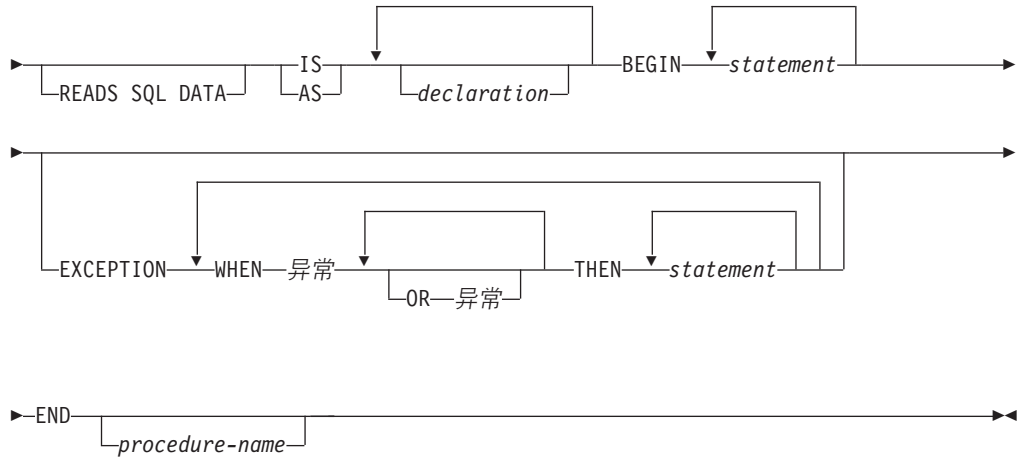 IS BEGIN statement
READS SQL DATA AS declaration
EXCEPTION WHEN 异常 THEN statement
OR 异常
END
procedure-name